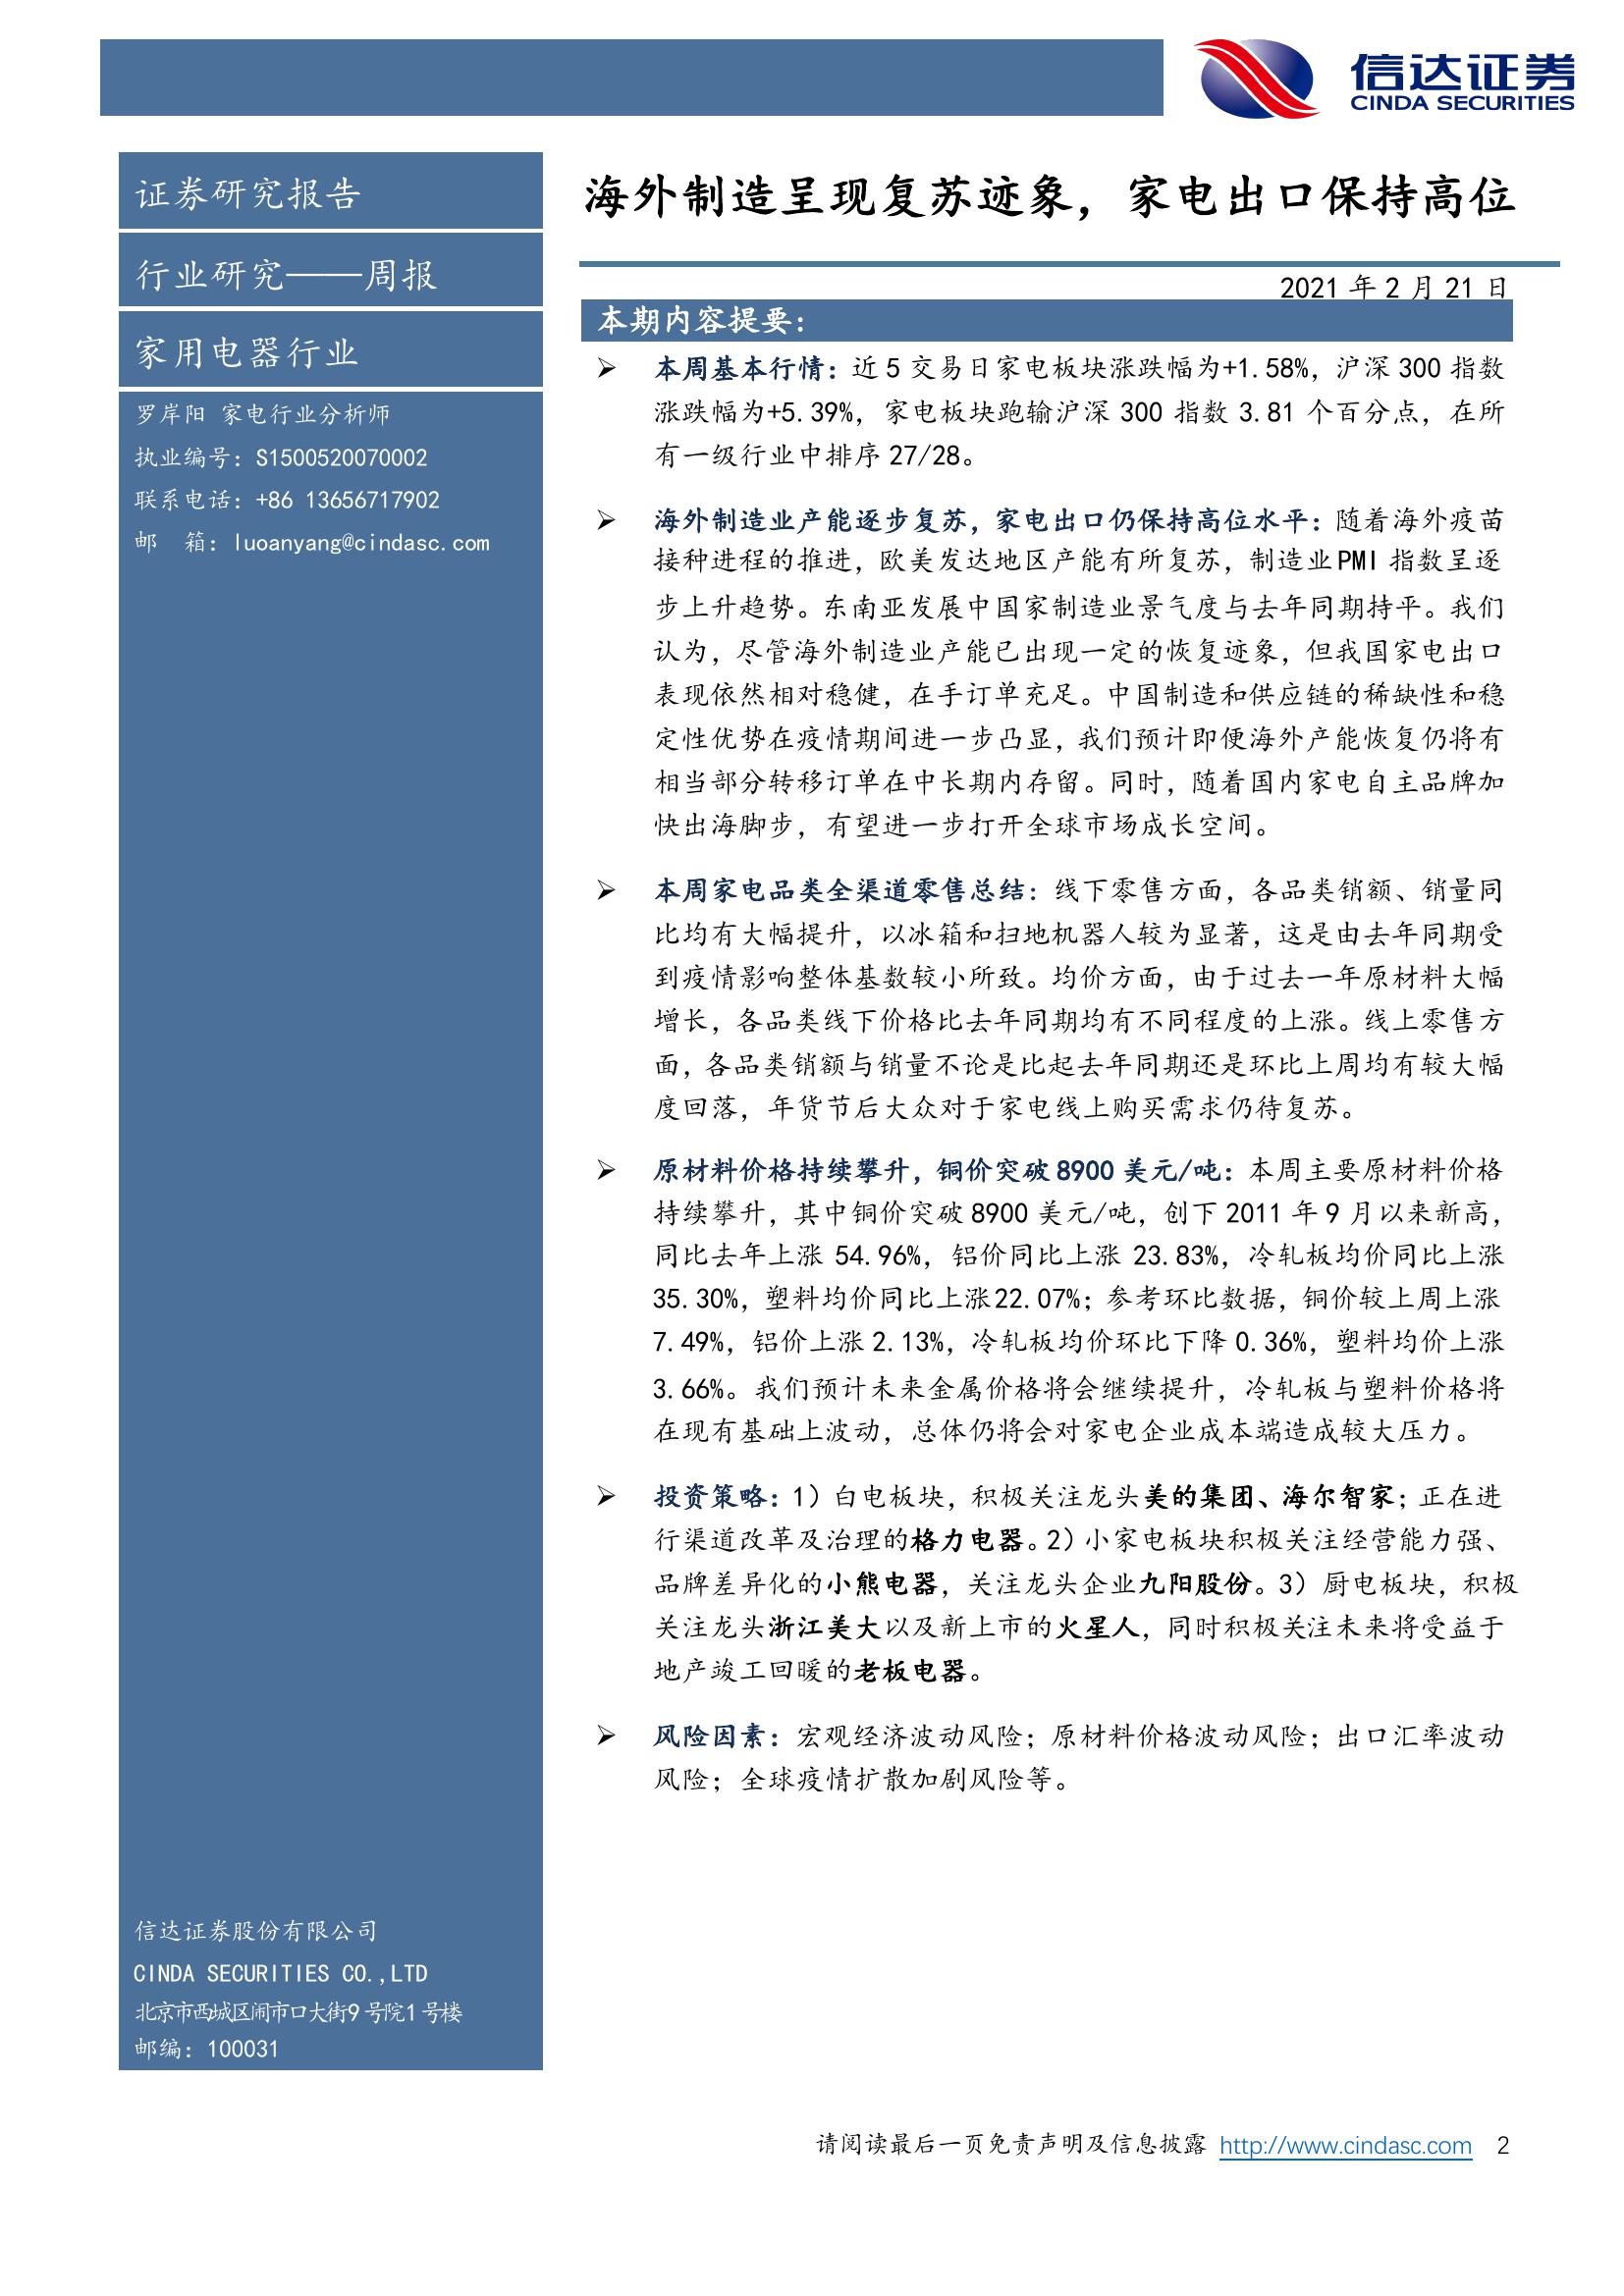 信达证券
CINDA SECURITIES
证券研究报告
行业研究——周报
家用电器行业
罗岸阳 家电行业分析师
执业编号：S1500520070002
联系电话：+86 13656717902
邮 箱：luoanyang@cindasc.com
信达证券股份有限公司
CINDA SECURITIES CO.,LTD
北京市西城区闹市口大街9号院1号楼
邮编：100031
海外制造呈现复苏迹象，家电出口保持高位
2021 年 2 月 21 日
本期内容提要：
➢ 本周基本行情：近 5 交易日家电板块涨跌幅为+1.58%，沪深 300 指数
涨跌幅为+5.39%，家电板块跑输沪深 300 指数 3.81 个百分点，在所
有一级行业中排序 27/28。
➢ 海外制造业产能逐步复苏，家电出口仍保持高位水平：随着海外疫苗
接种进程的推进，欧美发达地区产能有所复苏，制造业PMI 指数呈逐
步上升趋势。东南亚发展中国家制造业景气度与去年同期持平。我们
认为，尽管海外制造业产能已出现一定的恢复迹象，但我国家电出口
表现依然相对稳健，在手订单充足。中国制造和供应链的稀缺性和稳
定性优势在疫情期间进一步凸显，我们预计即便海外产能恢复仍将有
相当部分转移订单在中长期内存留。同时，随着国内家电自主品牌加
快出海脚步，有望进一步打开全球市场成长空间。
➢ 本周家电品类全渠道零售总结：线下零售方面，各品类销额、销量同
比均有大幅提升，以冰箱和扫地机器人较为显著，这是由去年同期受
到疫情影响整体基数较小所致。均价方面，由于过去一年原材料大幅
增长，各品类线下价格比去年同期均有不同程度的上涨。线上零售方
面，各品类销额与销量不论是比起去年同期还是环比上周均有较大幅
度回落，年货节后大众对于家电线上购买需求仍待复苏。
➢ 原材料价格持续攀升，铜价突破 8900 美元/吨：本周主要原材料价格
持续攀升，其中铜价突破 8900 美元/吨，创下 2011 年 9 月以来新高，
同比去年上涨 54.96%，铝价同比上涨 23.83%，冷轧板均价同比上涨
35.30%，塑料均价同比上涨22.07%；参考环比数据，铜价较上周上涨
7.49%，铝价上涨 2.13%，冷轧板均价环比下降 0.36%，塑料均价上涨
3.66%。我们预计未来金属价格将会继续提升，冷轧板与塑料价格将
在现有基础上波动，总体仍将会对家电企业成本端造成较大压力。
➢ 投资策略：1）白电板块，积极关注龙头美的集团、海尔智家；正在进
行渠道改革及治理的格力电器。2）小家电板块积极关注经营能力强、
品牌差异化的小熊电器，关注龙头企业九阳股份。3）厨电板块，积极
关注龙头浙江美大以及新上市的火星人，同时积极关注未来将受益于
地产竣工回暖的老板电器。
➢ 风险因素：宏观经济波动风险；原材料价格波动风险；出口汇率波动
风险；全球疫情扩散加剧风险等。
请阅读最后一页免责声明及信息披露 http://www.cindasc.com 2